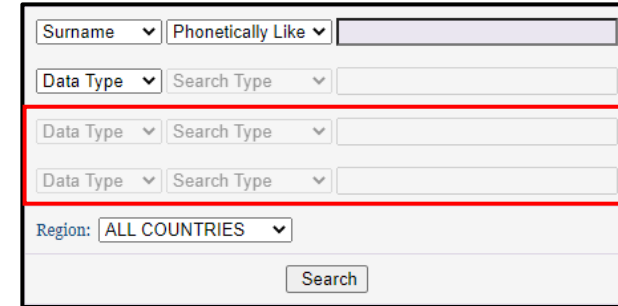 Surname Phonetically Like
Data Type Search Type
Data Type Search Type
Data Type Search Type
Region: ALL COUNTRIES
Search